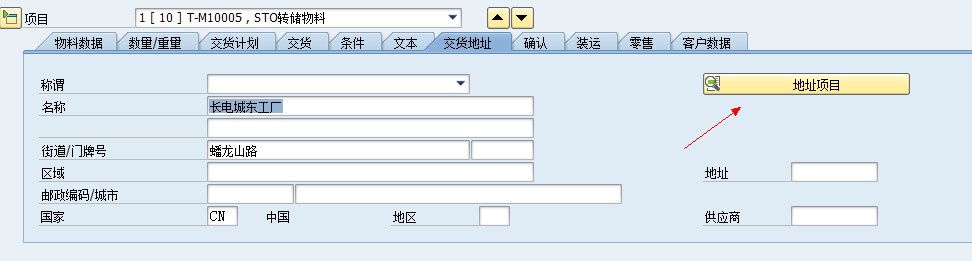 项目 1 [ 10 ] T-M10005 , STO转储物料
物料数据 数量/重量 交货计划 交货 条件 文本 交货地址 确认 装运 零售 客户数据
称谓 地址项目
名称 长电城东工厂
街道/门牌号 蟠龙山路
区域 地址
邮政编码/城市
国家 CN 中国 地区 供应商